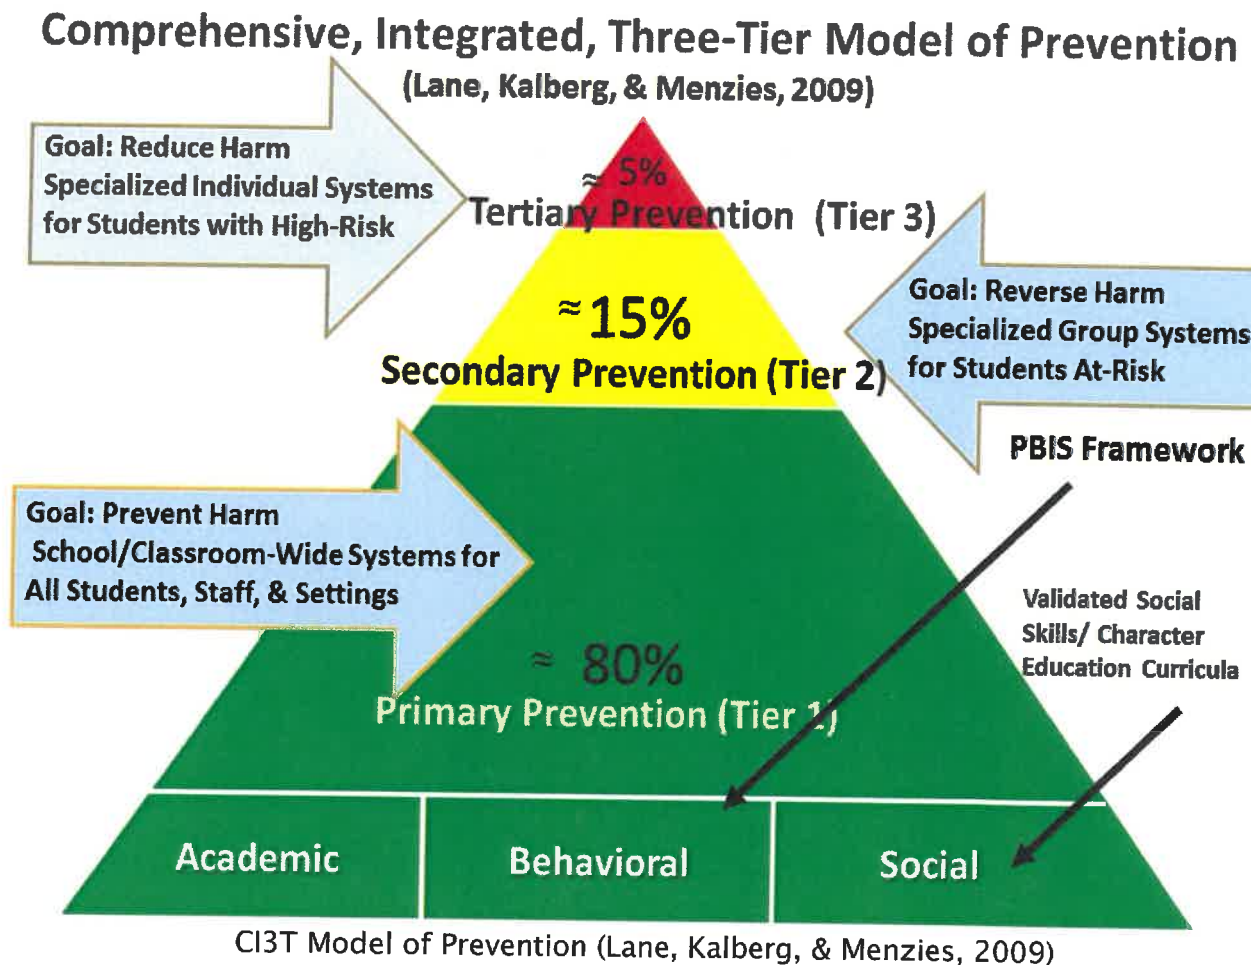 Comprehensive, Integrated, Three-Tier Model of Prevention
(Lane, Kalberg, & Menzies, 2009)
Goal: Reduce Harm
Specialized Individual Systems
for Students with High-Risk
≈ 5%
Tertiary Prevention (Tier 3)
Goal: Reverse Harm
Specialized Group Systems
for Students At-Risk
≈ 15%
Secondary Prevention (Tier 2)
PBIS Framework
Goal: Prevent Harm
School/Classroom-Wide Systems for
All Students, Staff, & Settings
Validated Social
Skills/ Character
Education Curricula
≈ 80%
Primary Prevention (Tier 1)
Academic
Behavioral
Social
CI3T Model of Prevention (Lane, Kalberg, & Menzies, 2009)